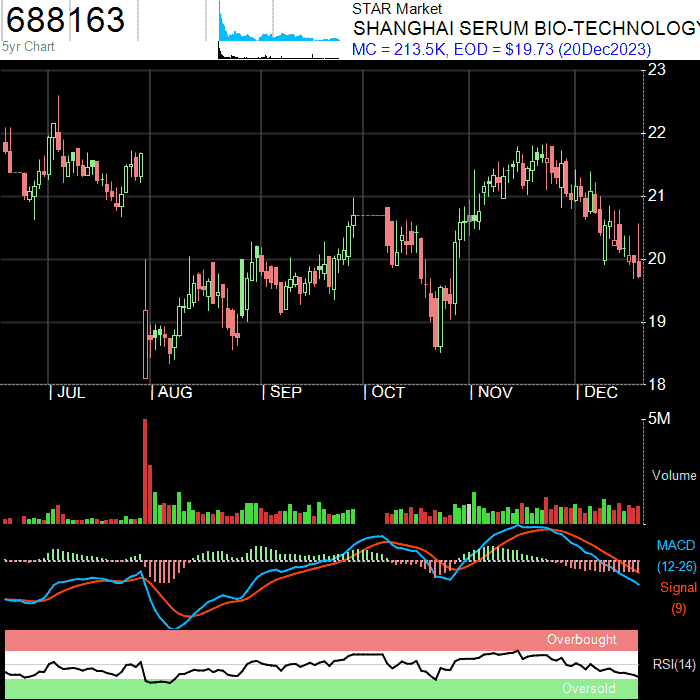 688163
5yr Chart
STAR Market
SHANGHAI SERUM BIO-TECHNOLOGY
MC = 213.5K, EOD = $19.73 (20Dec2023)
23
22
21
20
19
18
| JUL | AUG | SEP | OCT | NOV | DEC
5M
Volume
MACD
(12-26)
Signal
(9)
Overbought
RSI(14)
Oversold